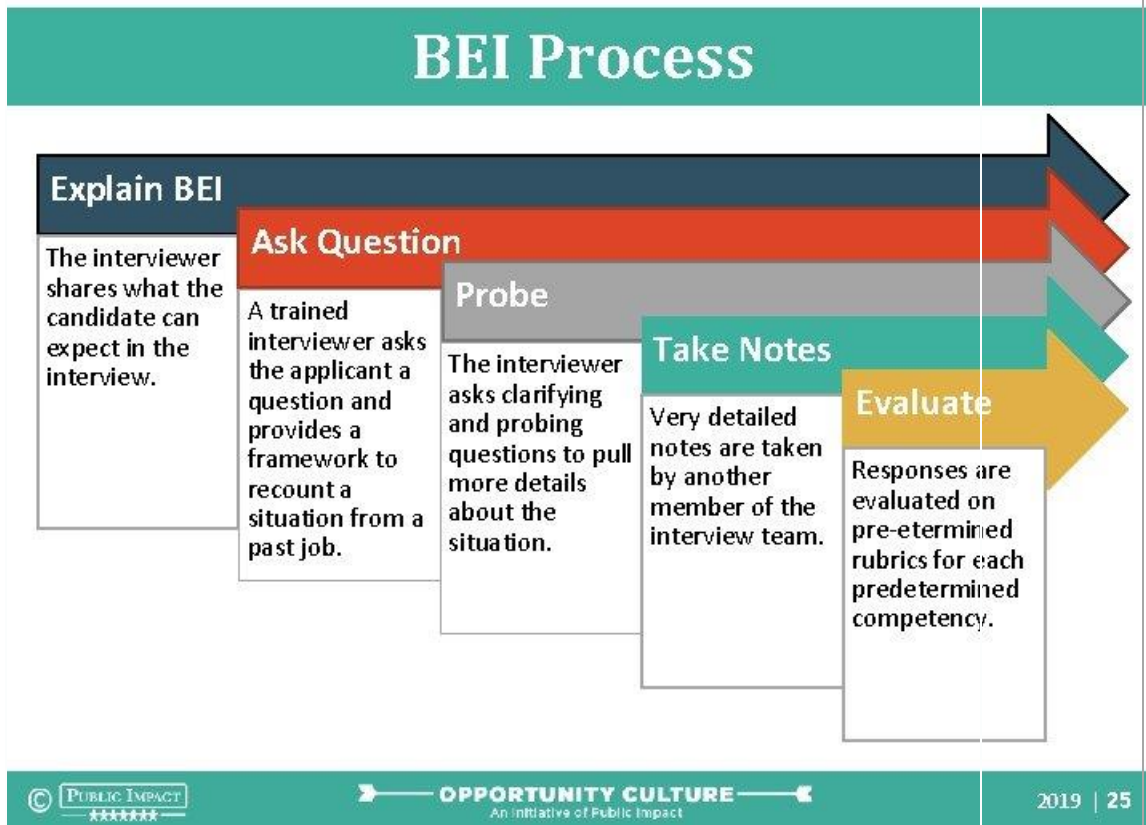 BEI Process
Explain BEI
The interviewer
shares what the
candidate can
expect in the
interview.
Ask Question
A trained
interviewer asks
the applicant a
question and
provides a
framework to
recount a
situation from a
past job.
Probe
The interviewer
asks clarifying
and probing
questions to pull
more details
about the
situation.
Take Notes
Very detailed
notes are taken
by another
member of the
interview team.
Evaluate
Responses are
evaluated on
pre-etermined
rubrics for each
predetermined
competency.
© PUBLIC IMPACT
OPPORTUNITY CULTURE
An Initiative of Public Impact
2019 | 25